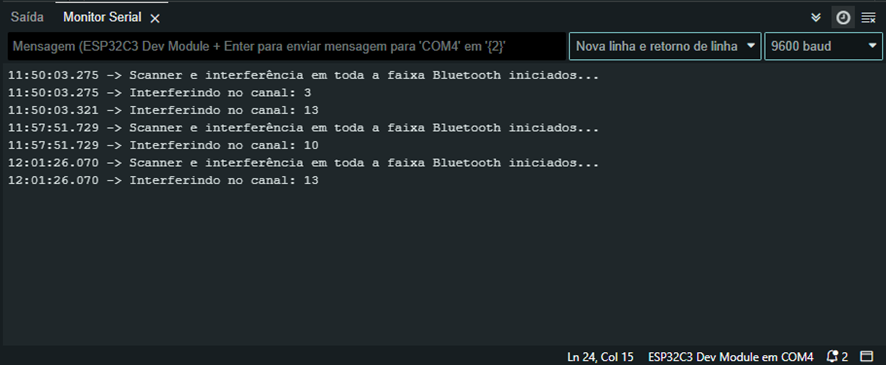 Saída Monitor Serial
Mensagem (ESP32C3 Dev Module + Enter para enviar mensagem para 'COM4' em '{2}' Nova linha e retorno de linha 9600 baud
11:50:03.275 -> Scanner e interferência em toda a faixa Bluetooth iniciados...
11:50:03.275 -> Interferindo no canal: 3
11:50:03.321 -> Interferindo no canal: 13
11:57:51.729 -> Scanner e interferência em toda a faixa Bluetooth iniciados...
11:57:51.729 -> Interferindo no canal: 10
12:01:26.070 -> Scanner e interferência em toda a faixa Bluetooth iniciados...
12:01:26.070 -> Interferindo no canal: 13
Ln 24, Col 15 ESP32C3 Dev Module em COM4 2